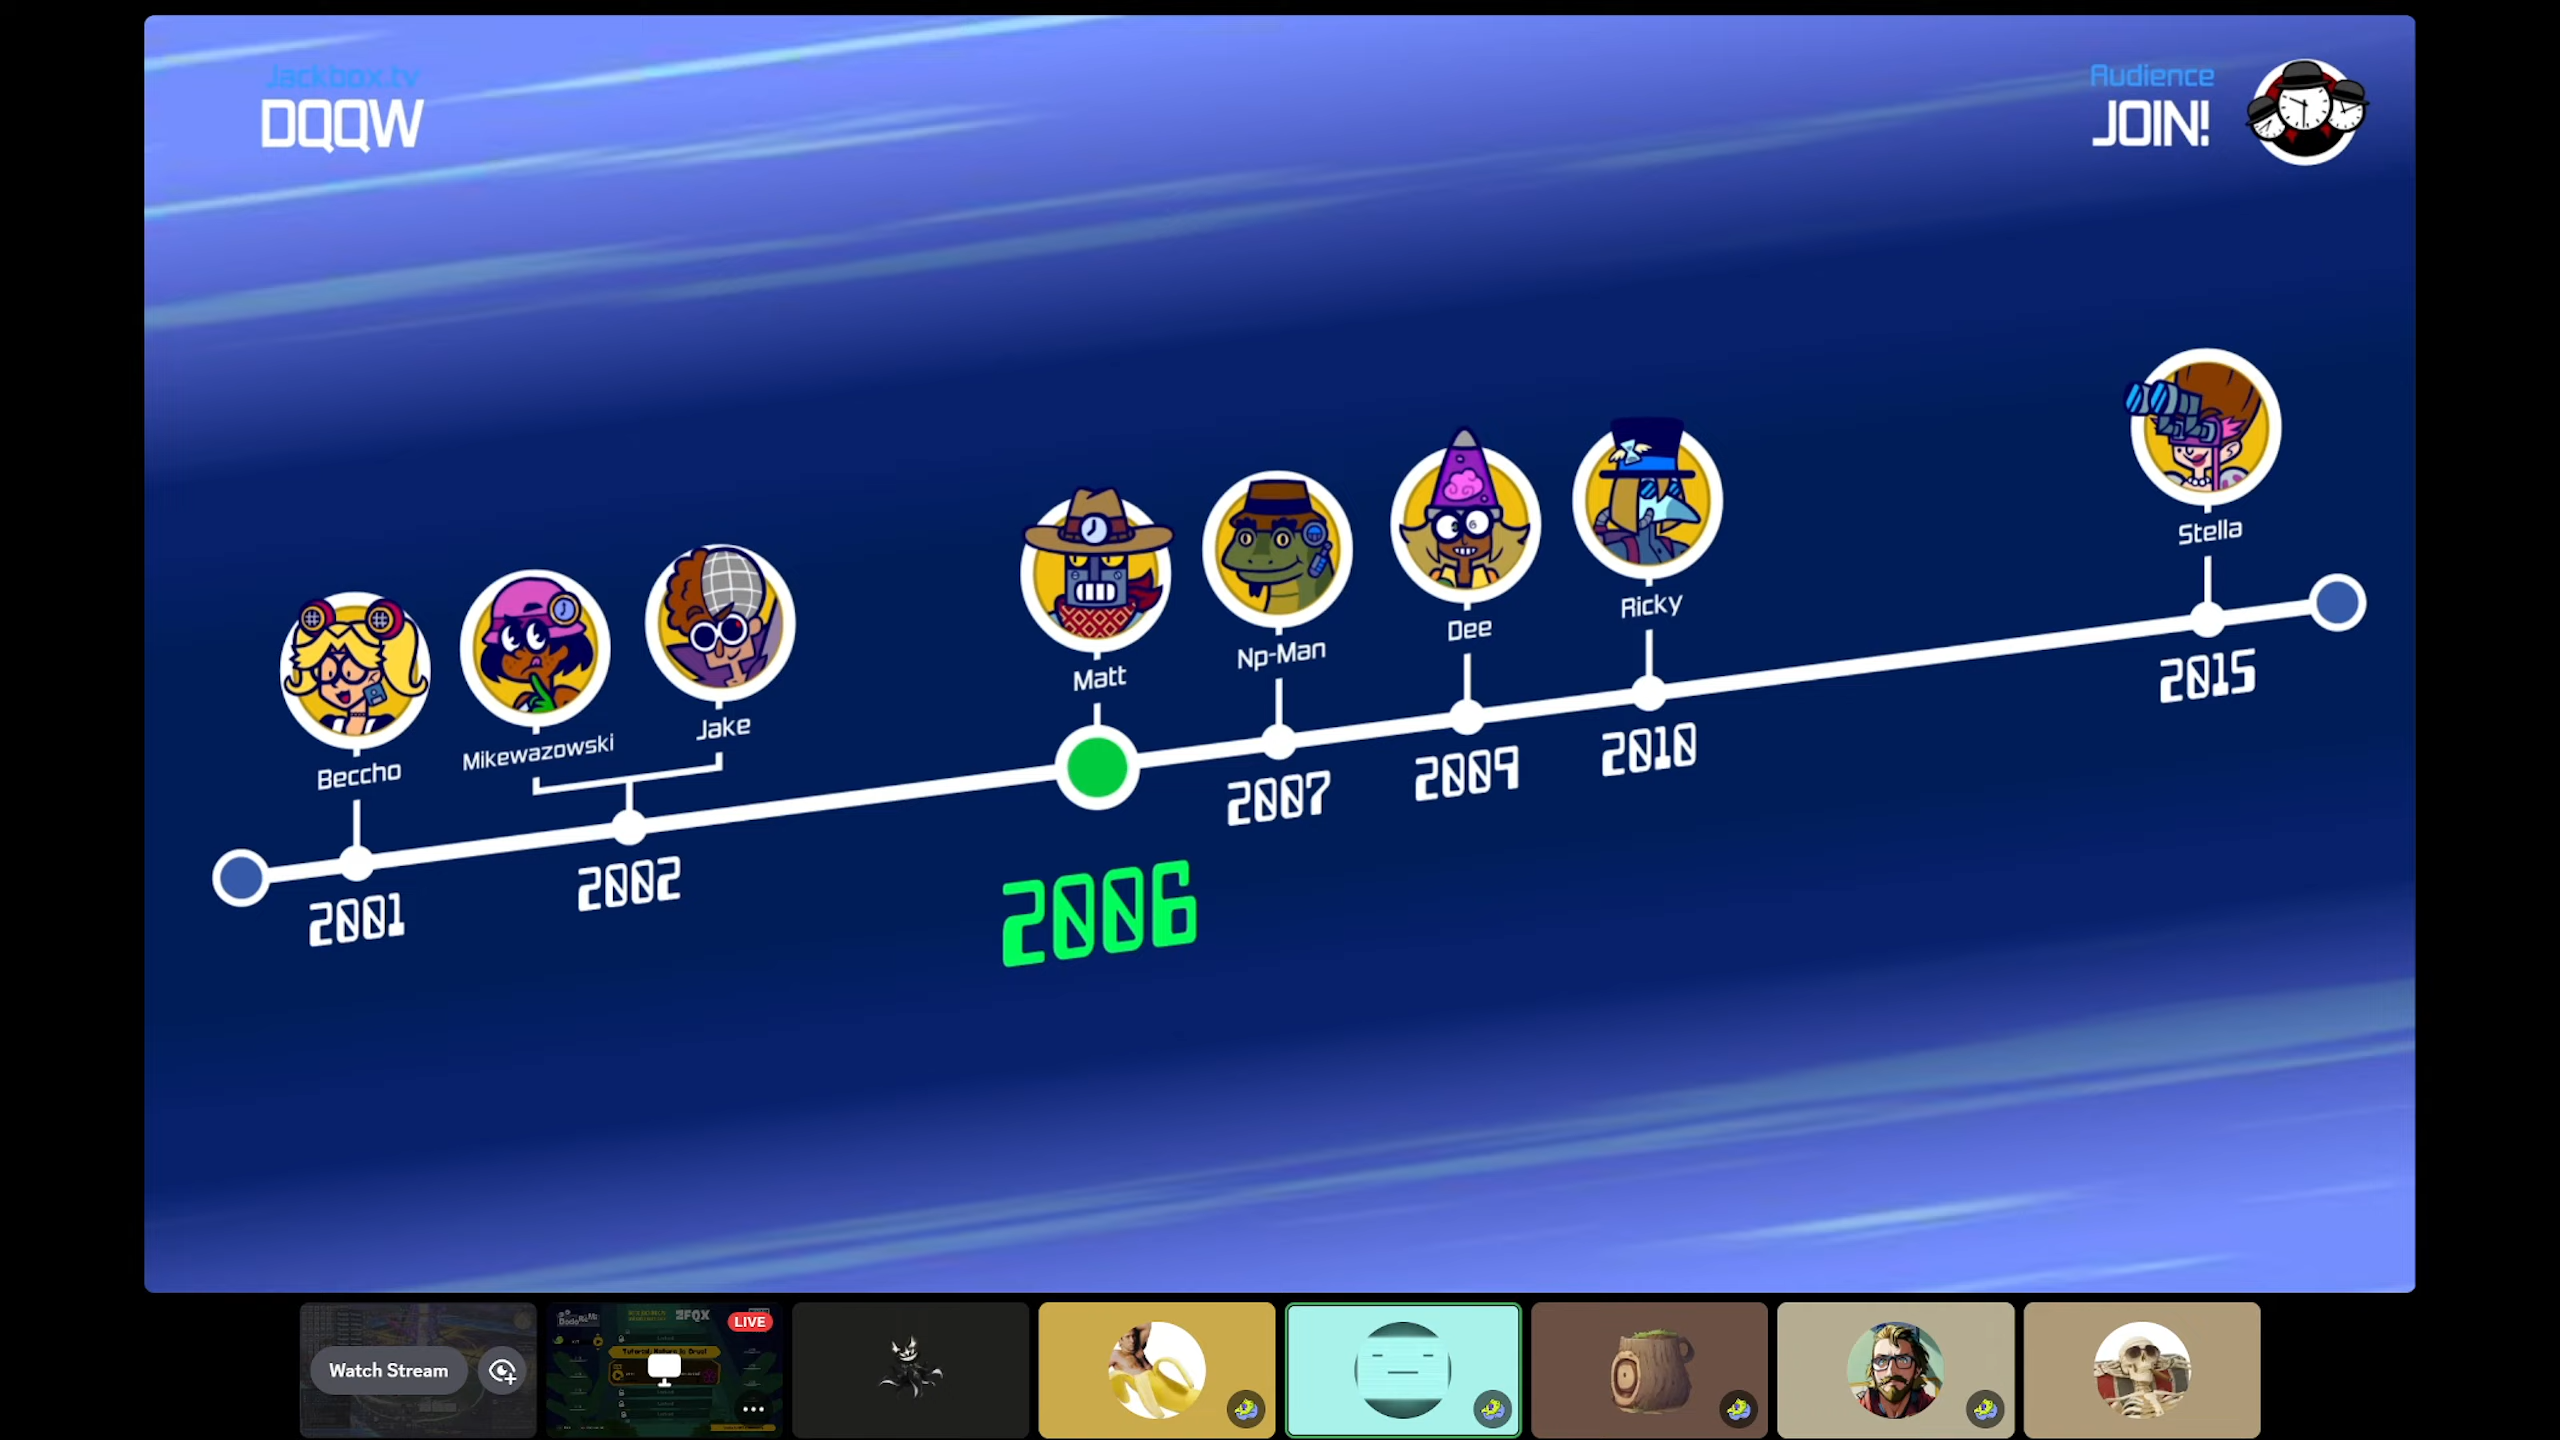 Jackbox.tv
DQQW
Audience
JOIN!
Stella
Ricky
Dee
Np-Man
Matt
Jake
Mikewazowski
Beccho
2001
2002
2006
2007
2009
2010
2015
Watch Stream
ZFQX
LIVE